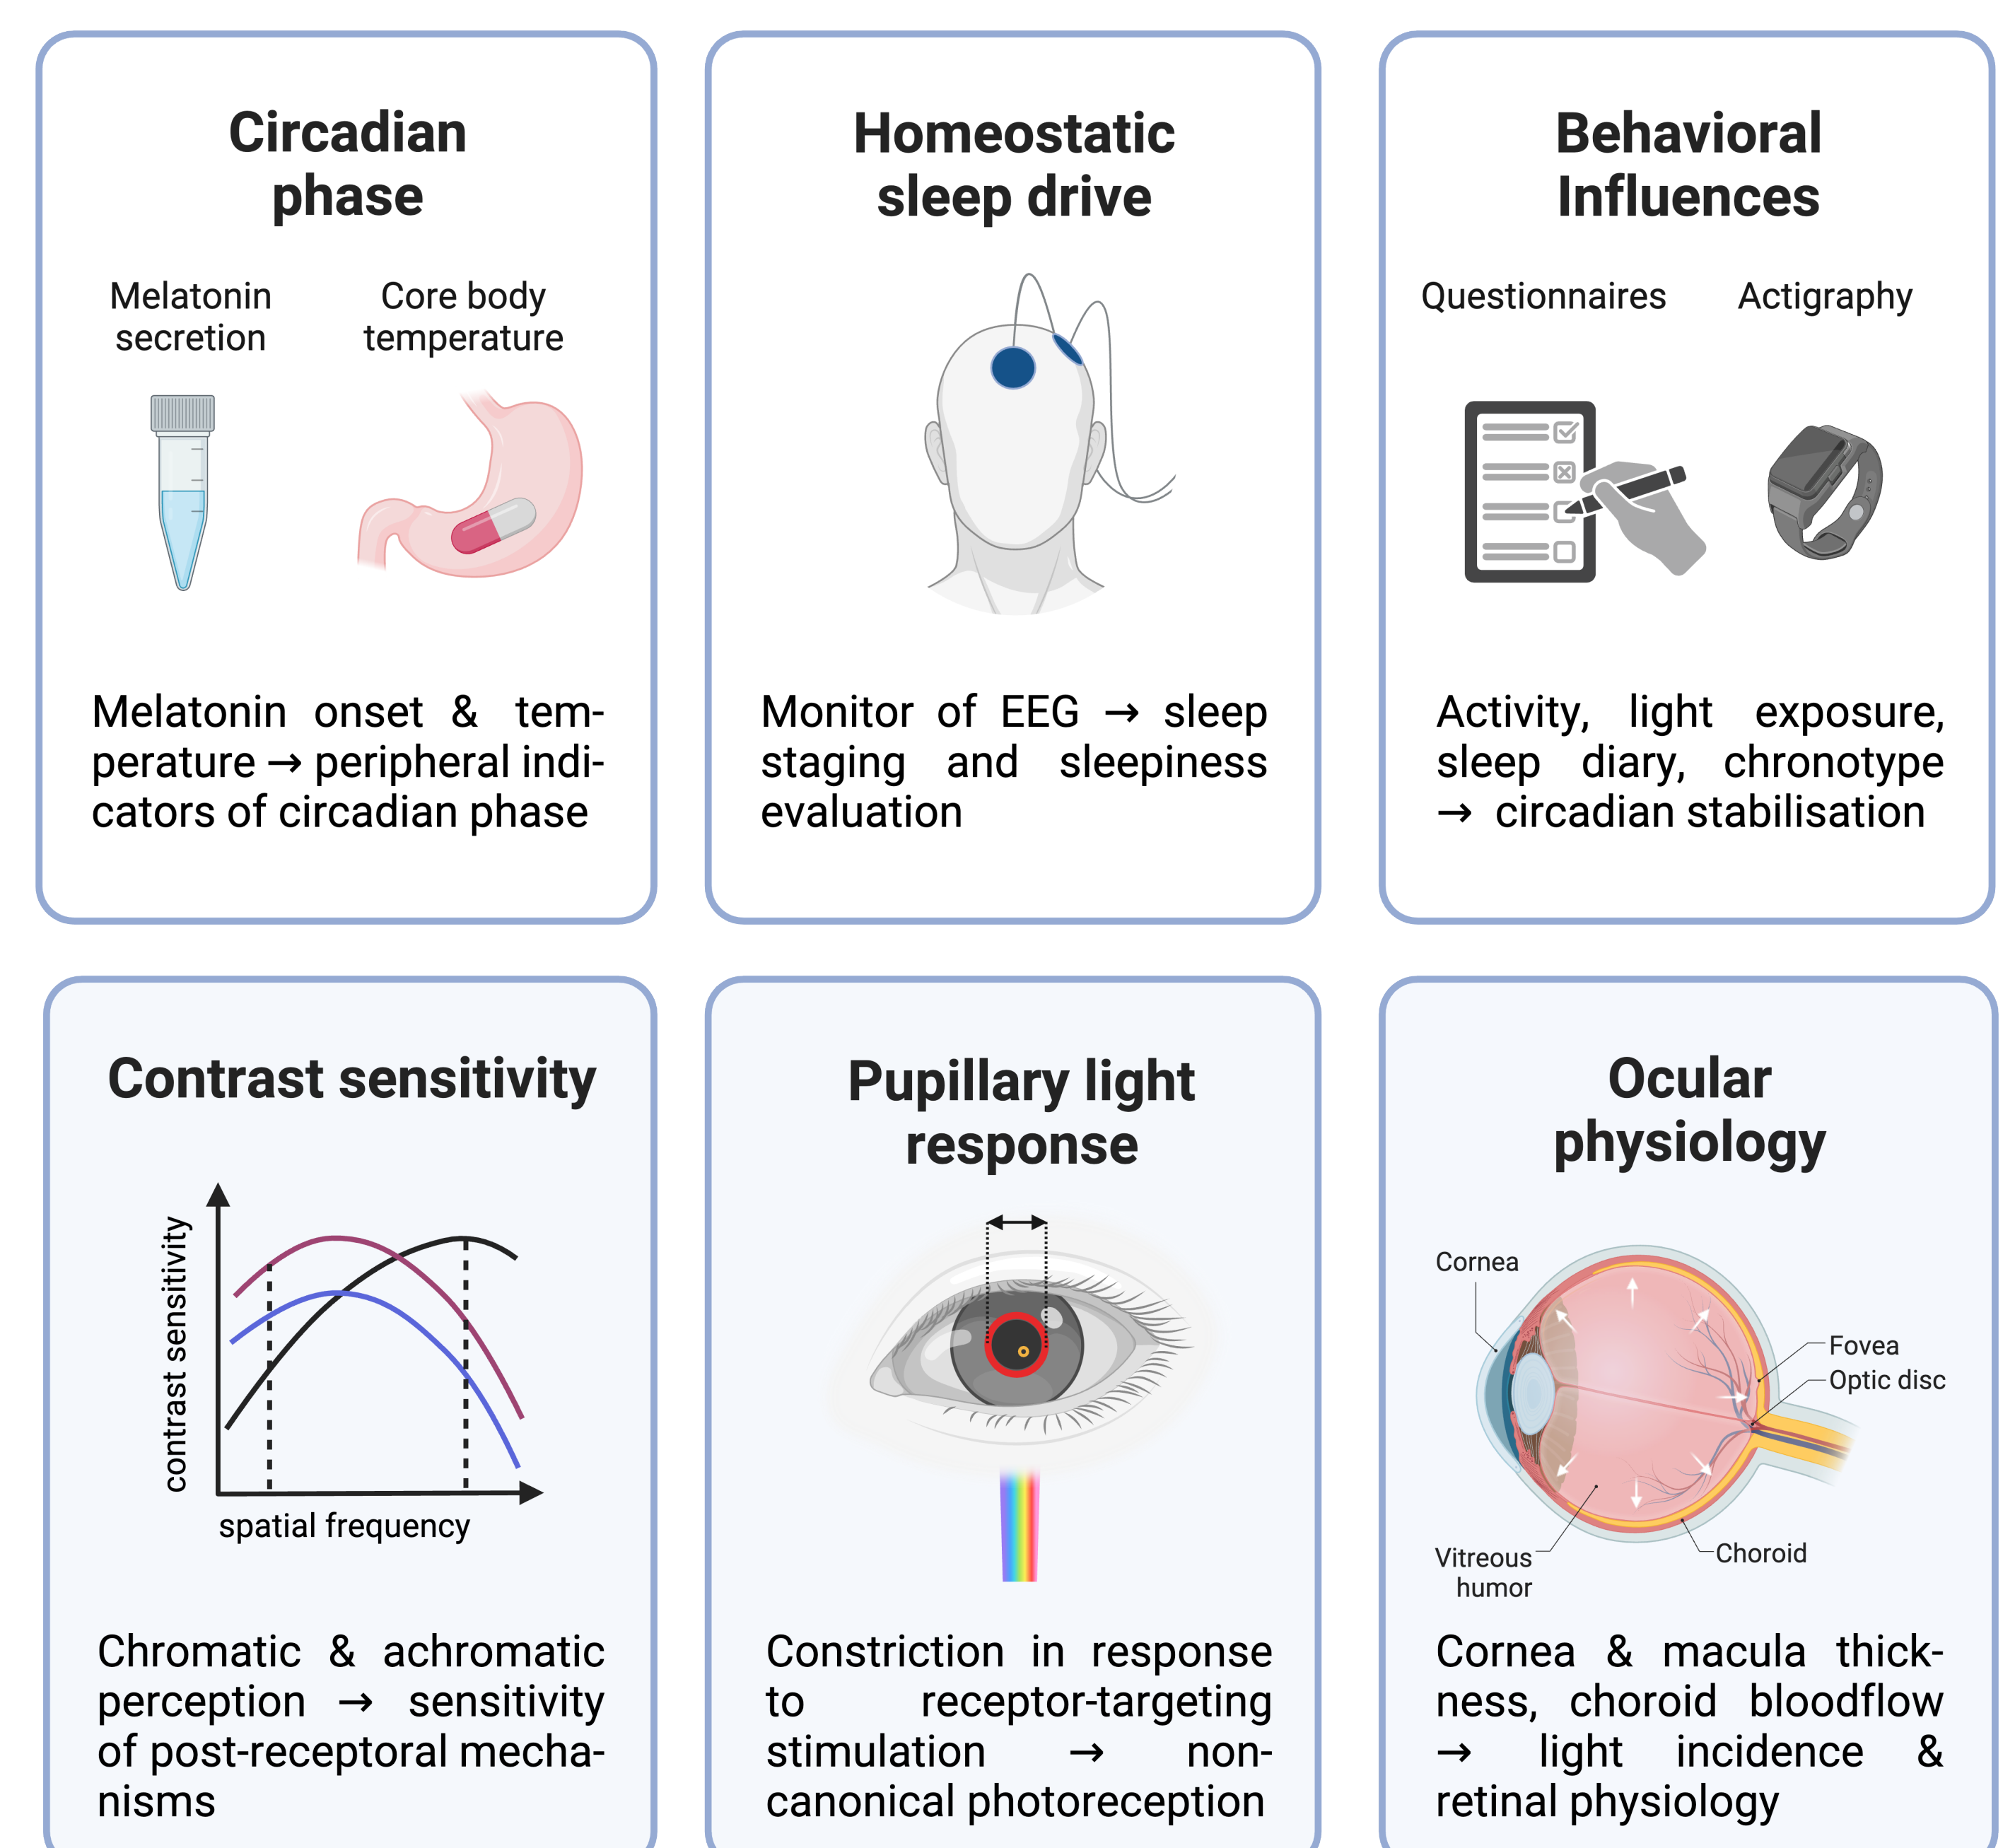 Circadian
phase
Melatonin
secretion
Core body
temperature
Melatonin onset & tem-
perature → peripheral indi-
cators of circadian phase
Homeostatic
sleep drive
Monitor of EEG → sleep
staging and sleepiness
evaluation
Behavioral
Influences
Questionnaires
Actigraphy
Activity, light exposure,
sleep diary, chronotype
→ circadian stabilisation
Contrast sensitivity
contrast sensitivity
spatial frequency
Chromatic & achromatic
perception → sensitivity
of post-receptoral mecha-
nisms
Pupillary light
response
Constriction in response
to receptor-targeting
stimulation → non-
canonical photoreception
Ocular
physiology
Cornea
Fovea
Optic disc
Vitreous
humor
Choroid
Cornea & macula thick-
ness, choroid bloodflow
→ light incidence &
retinal physiology